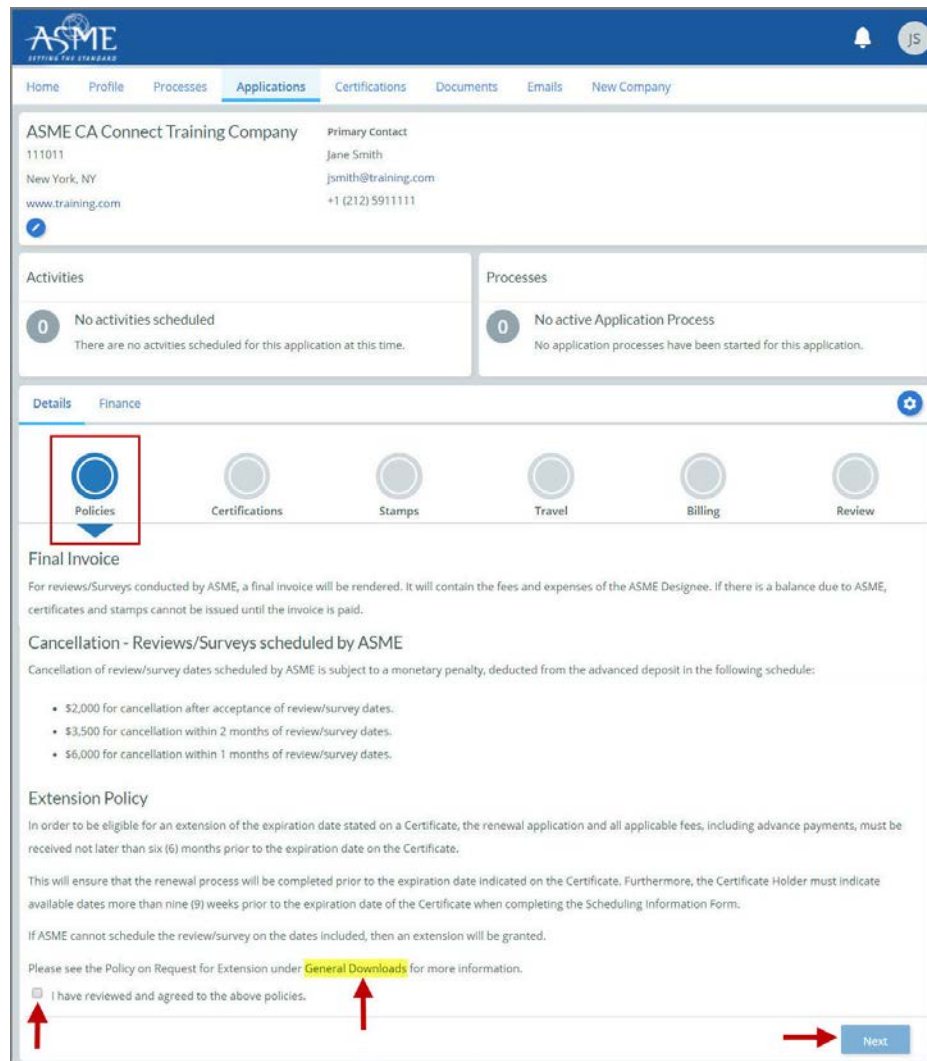 ASME
SETTING THE STANDARD
JS
Home Profile Processes Applications Certifications Documents Emails New Company
ASME CA Connect Training Company
111011
New York, NY
www.training.com
Primary Contact
Jane Smith
jsmith@training.com
+1 (212) 5911111
Activities
0
No activities scheduled
There are no actvities scheduled for this application at this time.
Processes
0
No active Application Process
No application processes have been started for this application.
Details Finance
Policies Certifications Stamps Travel Billing Review
Final Invoice
For reviews/Surveys conducted by ASME, a final invoice will be rendered. It will contain the fees and expenses of the ASME Designee. If there is a balance due to ASME,
certificates and stamps cannot be issued until the invoice is paid.
Cancellation - Reviews/Surveys scheduled by ASME
Cancellation of review/survey dates scheduled by ASME is subject to a monetary penalty, deducted from the advanced deposit in the following schedule:
• $2,000 for cancellation after acceptance of review/survey dates.
• $3,500 for cancellation within 2 months of review/survey dates.
• $6,000 for cancellation within 1 months of review/survey dates.
Extension Policy
In order to be eligible for an extension of the expiration date stated on a Certificate, the renewal application and all applicable fees, including advance payments, must be
received not later than six (6) months prior to the expiration date on the Certificate.
This will ensure that the renewal process will be completed prior to the expiration date indicated on the Certificate. Furthermore, the Certificate Holder must indicate
available dates more than nine (9) weeks prior to the expiration date of the Certificate when completing the Scheduling Information Form.
If ASME cannot schedule the review/survey on the dates included, then an extension will be granted.
Please see the Policy on Request for Extension under General Downloads for more information.
I have reviewed and agreed to the above policies.
Next